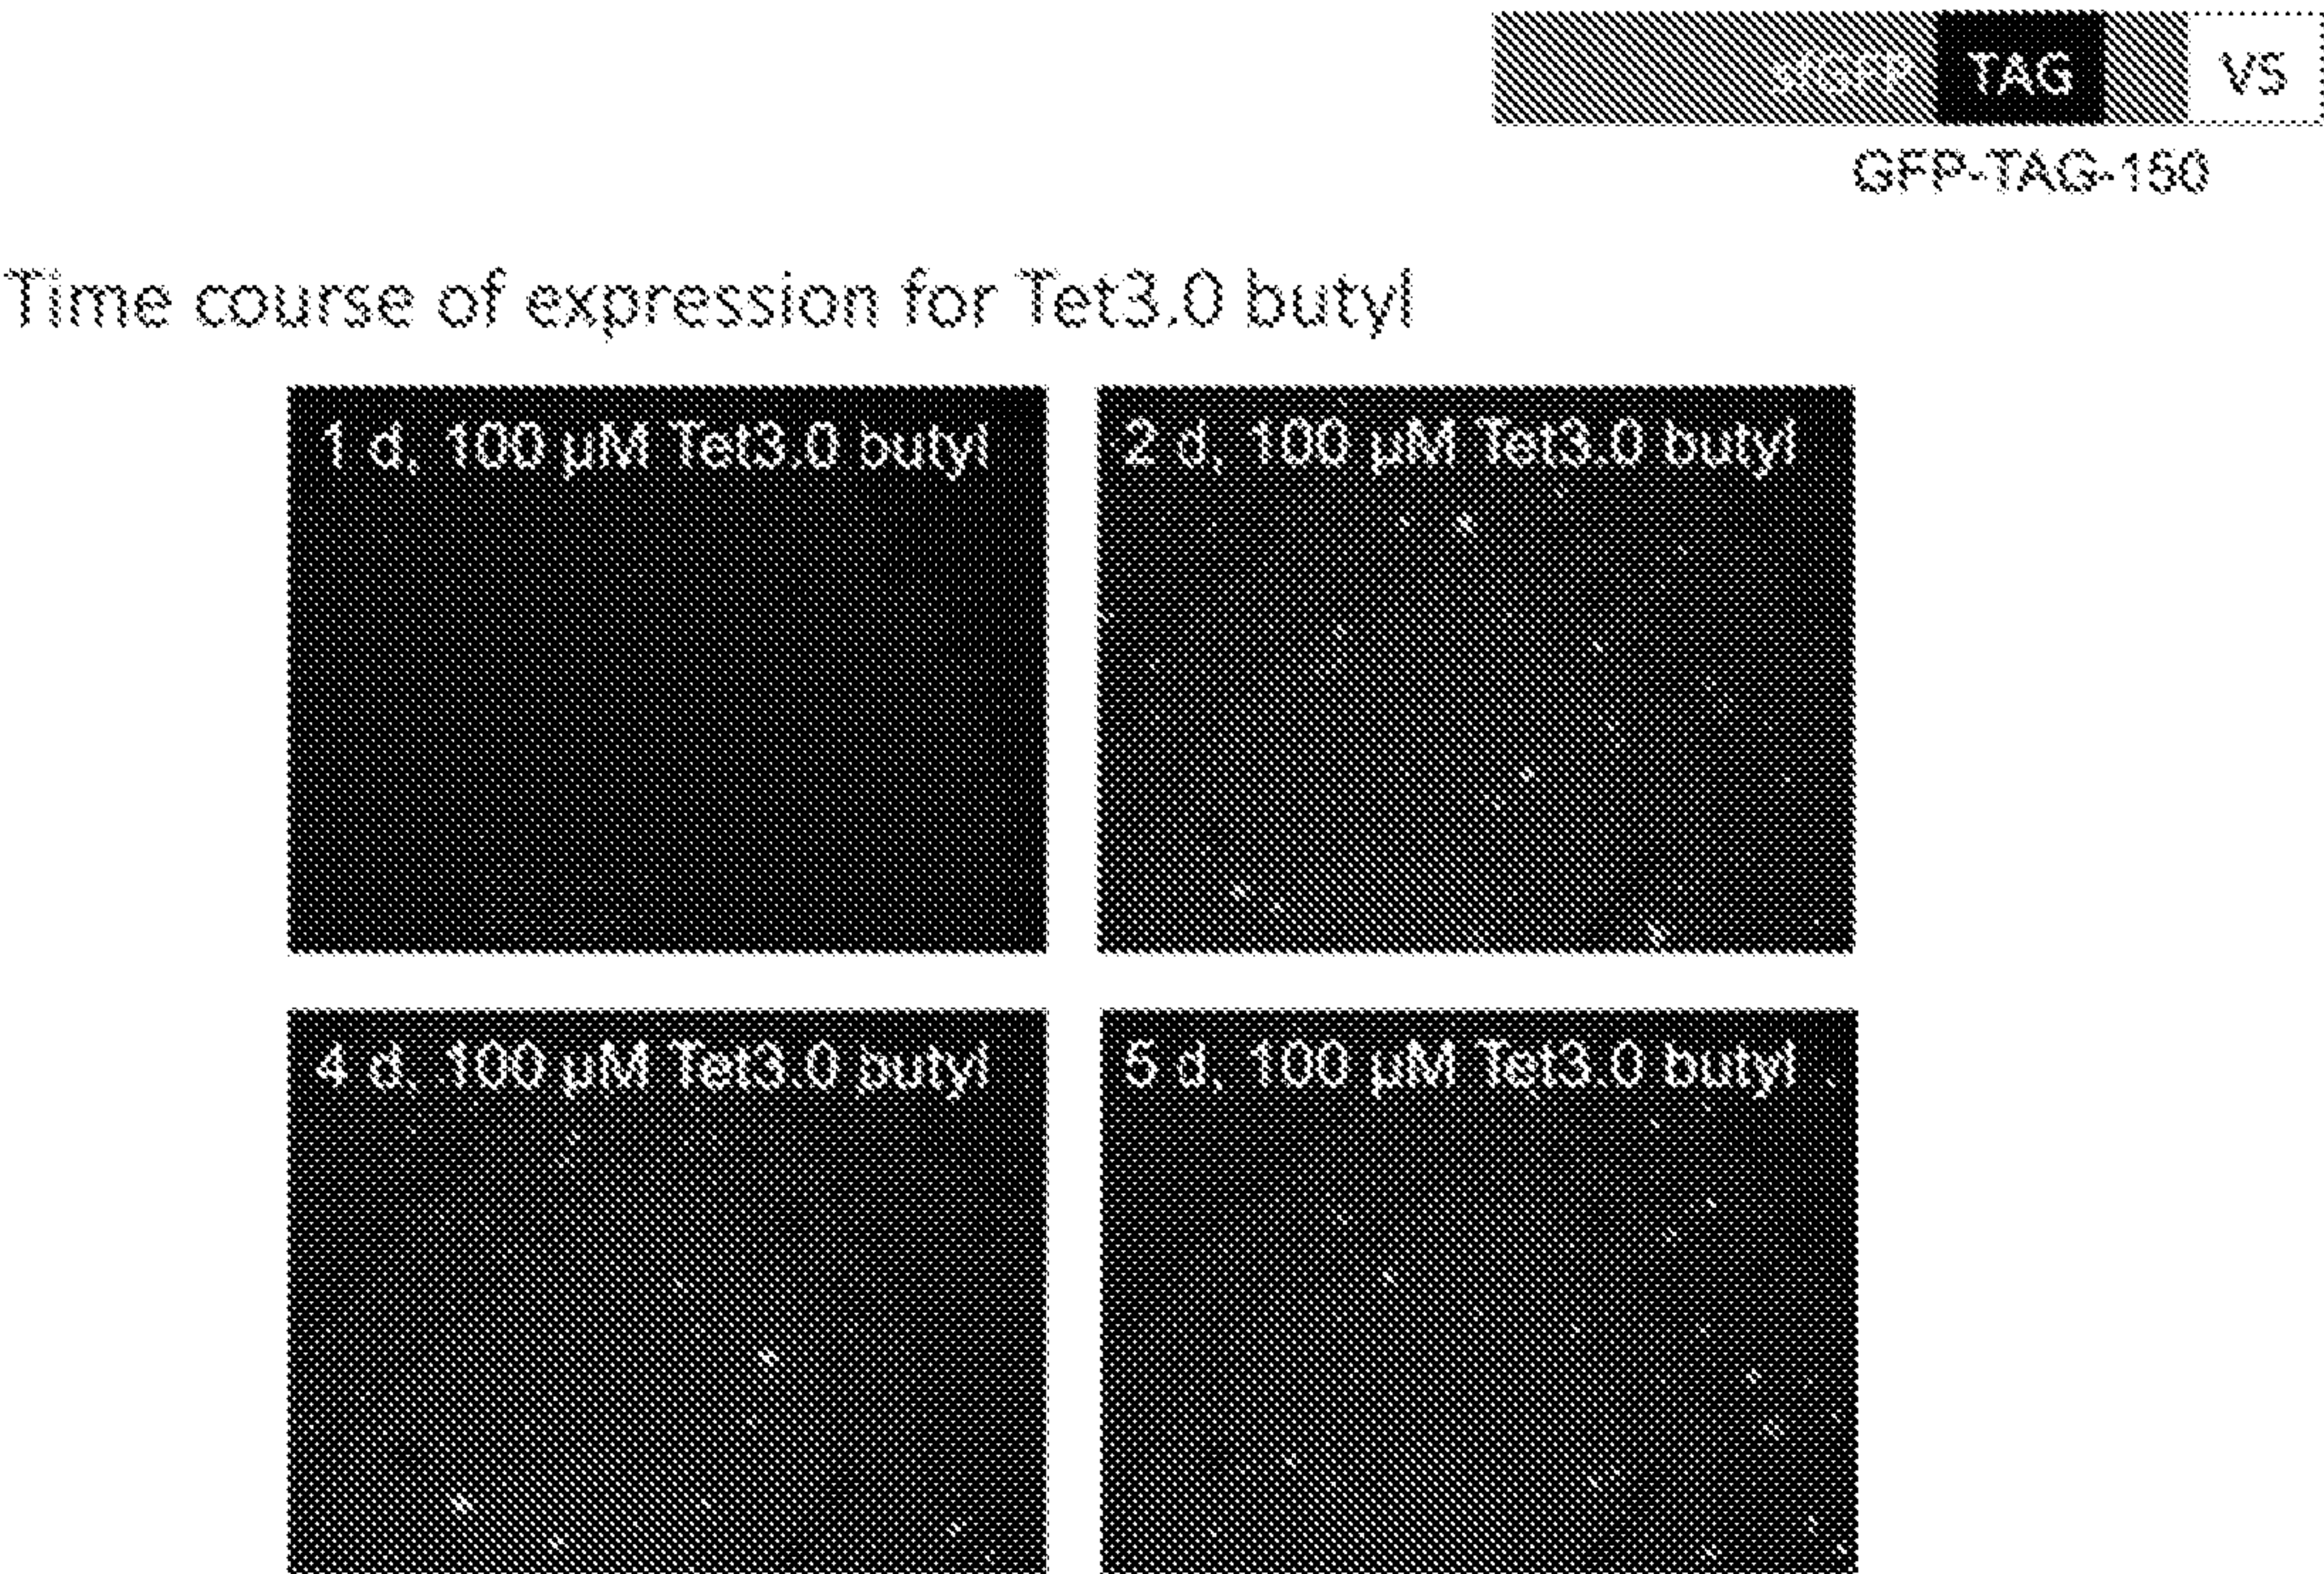 sfGFP TAG VS
GFP-TAG-150
Time course of expression for Tet3.0 butyl
1 d, 100 µM Tet3.0 butyl
2 d, 100 µM Tet3.0 butyl
4 d, 100 µM Tet3.0 butyl
5 d, 100 µM Tet3.0 butyl